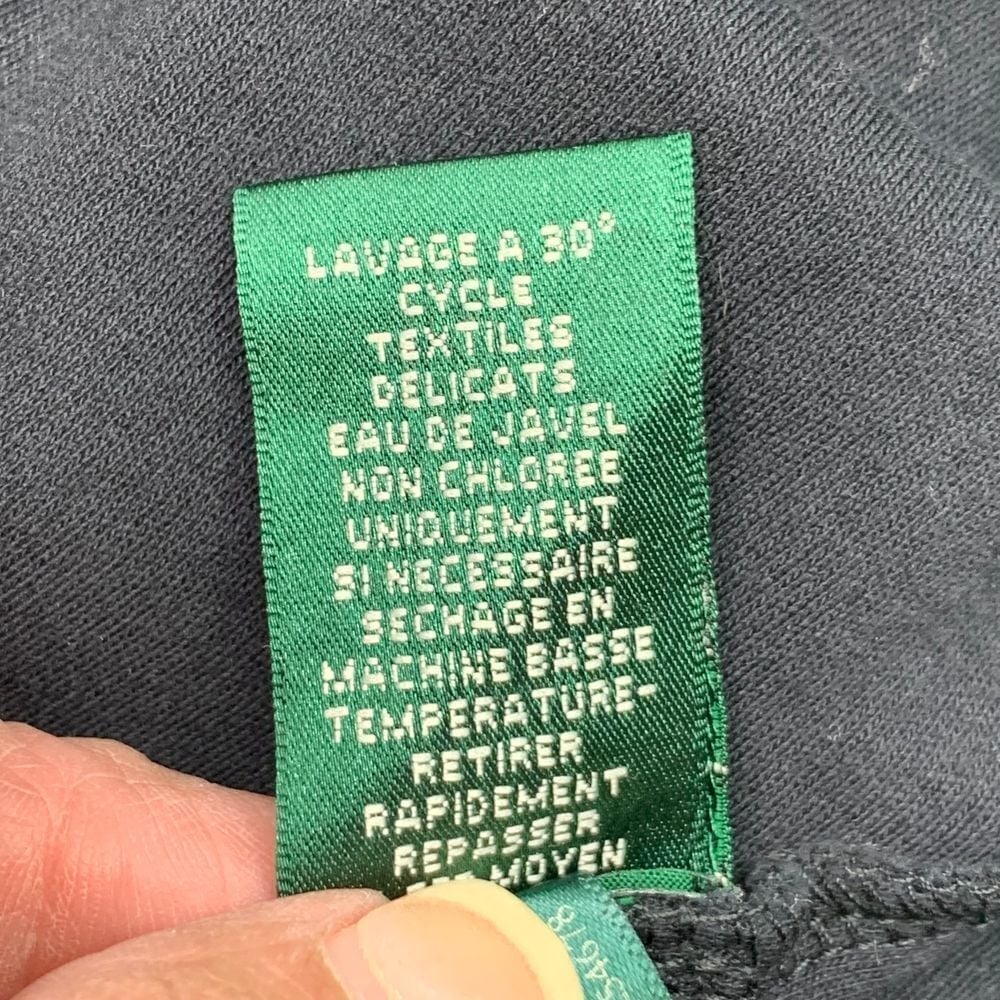 LAVAGE A 30°
CYCLE
TEXTILES
DELICATS
EAU DE JAVEL
NON CHLOREE
UNIQUEMENT
SI NECESSAIRE
SECHAGE EN
MACHINE BASSE
TEMPERATURE-
RETIRER
RAPIDEMENT
REPASSER
MOYEN
54678